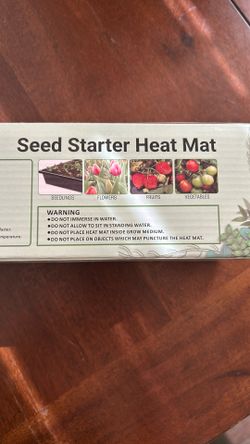 Seed Starter Heat Mat
SEEDLINGS FLOWERS FRUITS VEGETABLES
WARNING
●DO NOT IMMERSE IN WATER.
●DO NOT ALLOW TO SIT IN STANDING WATER.
●DO NOT PLACE HEAT MAT INSIDE GROW MEDIUM.
●DO NOT PLACE ON OBJECTS WHICH MAY PUNCTURE THE HEAT MAT.